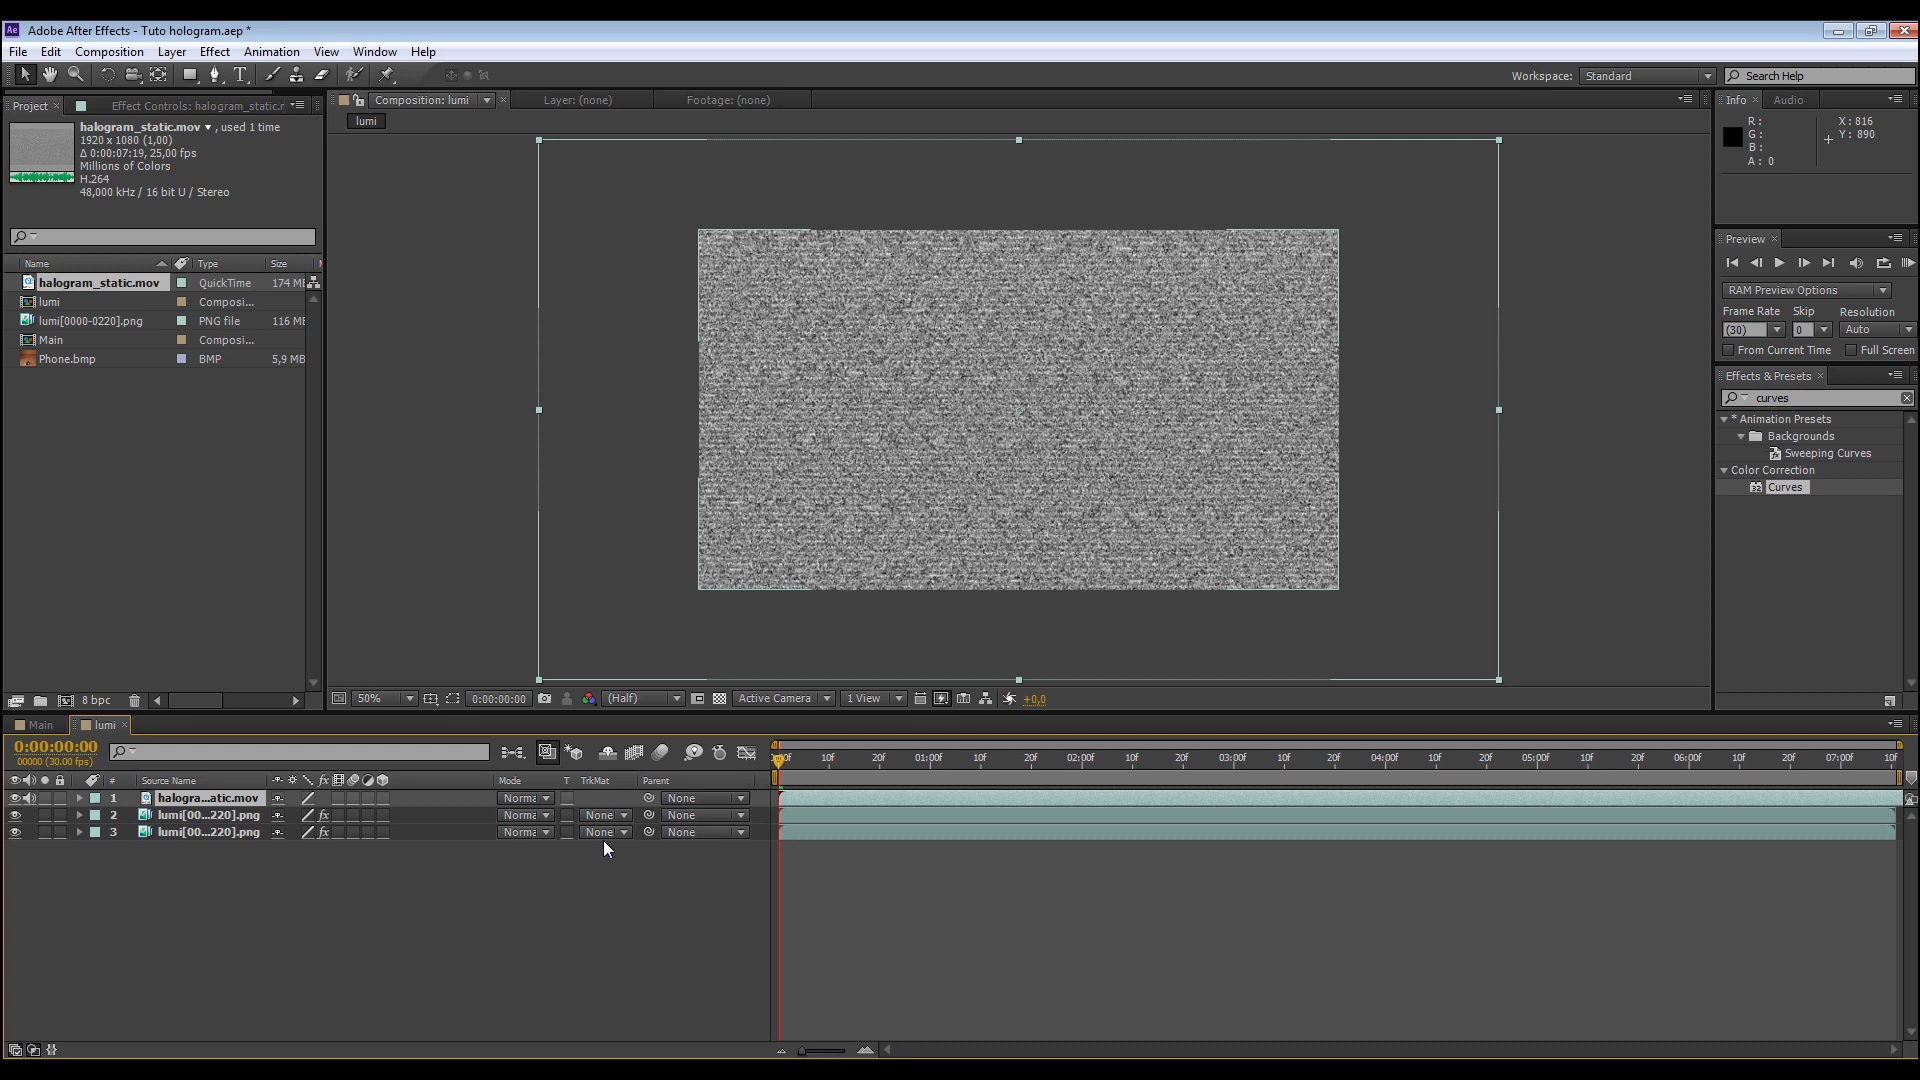 Ae Adobe After Effects - Tuto hologram.aep *
File Edit Composition Layer Effect Animation View Window Help
T Workspace: Standard Search Help
Project × Effect Controls: halogram_static.m
Composition: lumi × Layer: (none) Footage: (none)
Info × Audio
lumi
halogram_static.mov ▼ , used 1 time
1920 x 1080 (1,00)
Δ 0:00:07:19, 25,00 fps
Millions of Colors
H.264
48,000 kHz / 16 bit U / Stereo
R : X : 816
G : Y : 890
B :
A : 0
Preview ×
RAM Preview Options
Frame Rate Skip Resolution
(30) 0 Auto
From Current Time Full Screen
Effects & Presets ×
curves
* Animation Presets
Backgrounds
Sweeping Curves
Color Correction
32 Curves
Name Type Size
halogram_static.mov QuickTime 174 MB
lumi Composi...
lumi[0000-0220].png PNG file 116 MB
Main Composi...
Phone.bmp BMP 5,9 MB
8 bpc
50% 0:00:00:00 (Half) Active Camera 1 View +0,0
Main lumi ×
0:00:00:00
00000 (30.00 fps)
00f 10f 20f 01:00f 10f 20f 02:00f 10f 20f 03:00f 10f 20f 04:00f 10f 20f 05:00f 10f 20f 06:00f 10f 20f 07:00f 10f
# Source Name fx Mode T TrkMat Parent
1 halogra...atic.mov Norma None
2 lumi[00...220].png fx Norma None None
3 lumi[00...220].png fx Norma None None